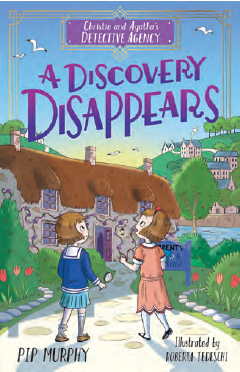 Christie and Agatha's
DETECTIVE AGENCY
A DISCOVERY
DISAPPEARS
PIP MURPHY
Illustrated by
ROBERTA TEDESCHI